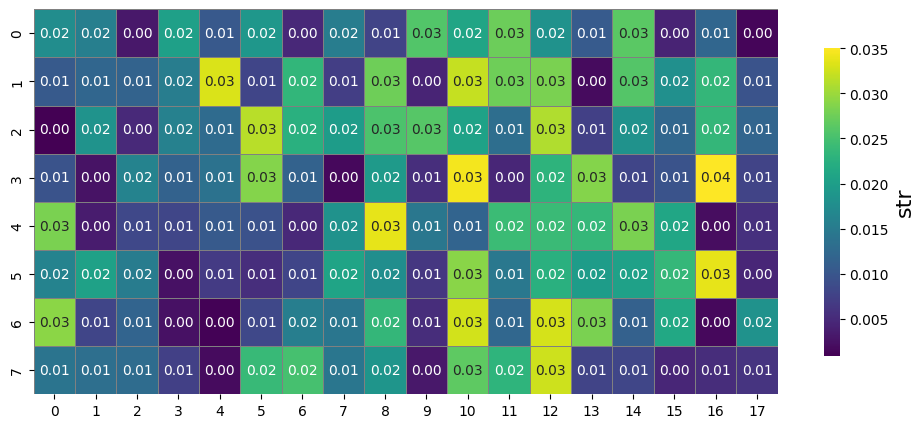 0 0.02 0.02 0.00 0.02 0.01 0.02 0.00 0.02 0.01 0.03 0.02 0.03 0.02 0.01 0.03 0.00 0.01 0.00
1 0.01 0.01 0.01 0.02 0.03 0.01 0.02 0.01 0.03 0.00 0.03 0.03 0.03 0.00 0.03 0.02 0.02 0.01
2 0.00 0.02 0.00 0.02 0.01 0.03 0.02 0.02 0.03 0.03 0.02 0.01 0.03 0.01 0.02 0.01 0.02 0.01
3 0.01 0.00 0.02 0.01 0.01 0.03 0.01 0.00 0.02 0.01 0.03 0.00 0.02 0.03 0.01 0.01 0.04 0.01
4 0.03 0.00 0.01 0.01 0.01 0.01 0.00 0.02 0.03 0.01 0.01 0.02 0.02 0.02 0.03 0.02 0.00 0.01
5 0.02 0.02 0.02 0.00 0.01 0.01 0.01 0.02 0.02 0.01 0.03 0.01 0.02 0.02 0.02 0.02 0.03 0.00
6 0.03 0.01 0.01 0.00 0.00 0.01 0.02 0.01 0.02 0.01 0.03 0.01 0.03 0.03 0.01 0.02 0.00 0.02
7 0.01 0.01 0.01 0.01 0.00 0.02 0.02 0.01 0.02 0.00 0.03 0.02 0.03 0.01 0.01 0.00 0.01 0.01
0 1 2 3 4 5 6 7 8 9 10 11 12 13 14 15 16 17
0.035
0.030
0.025
0.020
0.015
0.010
0.005
str